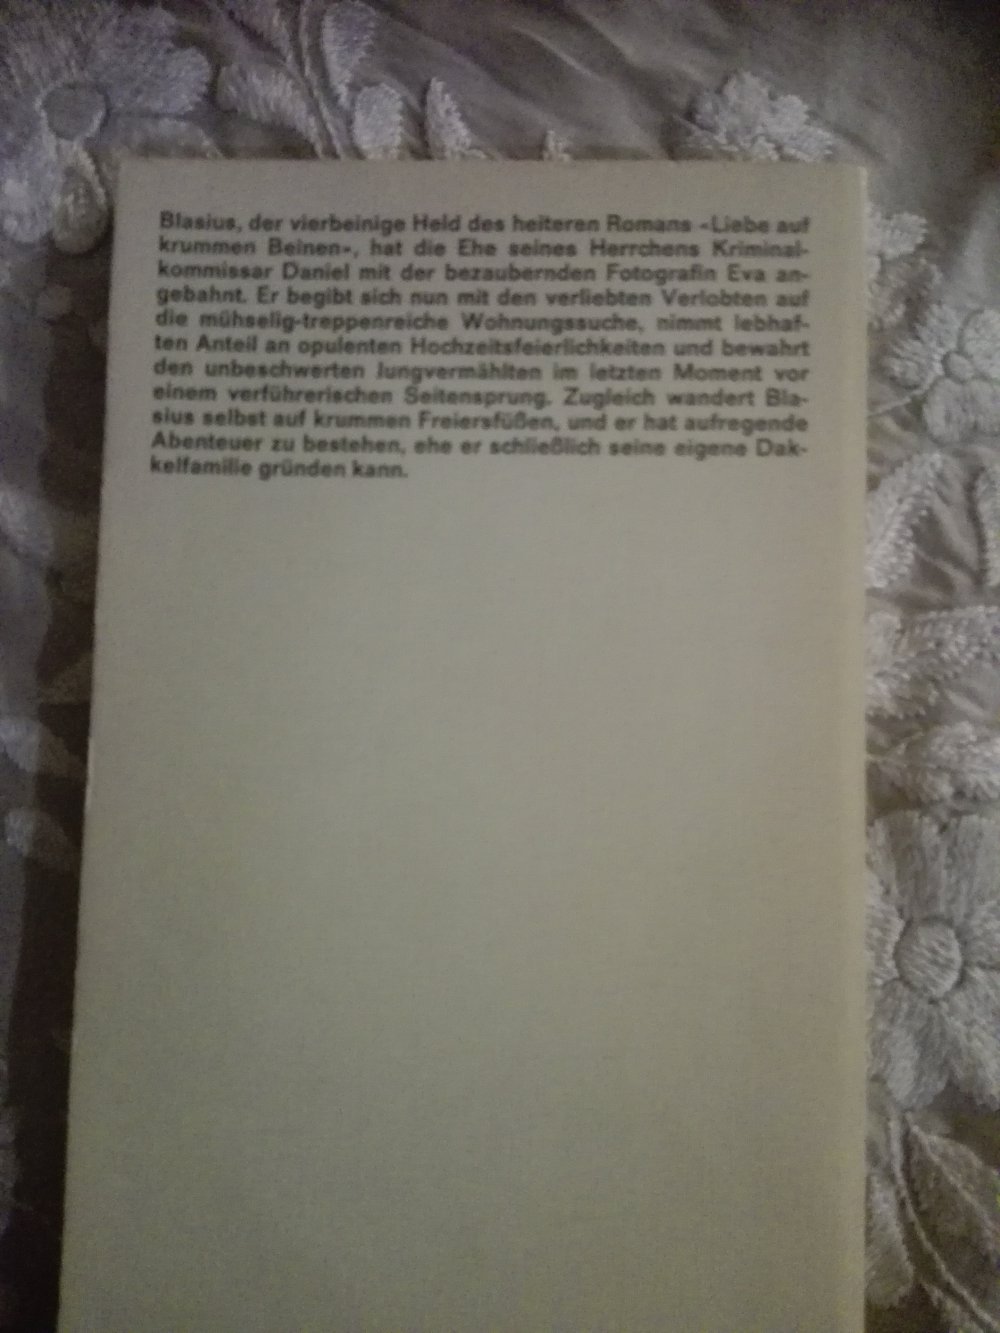 Blasius, der vierbeinige Held des heiteren Romans «Liebe auf
krummen Beinen», hat die Ehe seines Herrchens Kriminal-
kommissar Daniel mit der bezaubernden Fotografin Eva an-
gebahnt. Er begibt sich nun mit den verliebten Verlobten auf
die mühselig-treppenreiche Wohnungssuche, nimmt lebhaf-
ten Anteil an opulenten Hochzeitsfeierlichkeiten und bewahrt
den unbeschwerten Jungvermählten im letzten Moment vor
einem verführerischen Seitensprung. Zugleich wandert Bla-
sius selbst auf krummen Freiersfüßen, und er hat aufregende
Abenteuer zu bestehen, ehe er schließlich seine eigene Dak-
kelfamilie gründen kann.